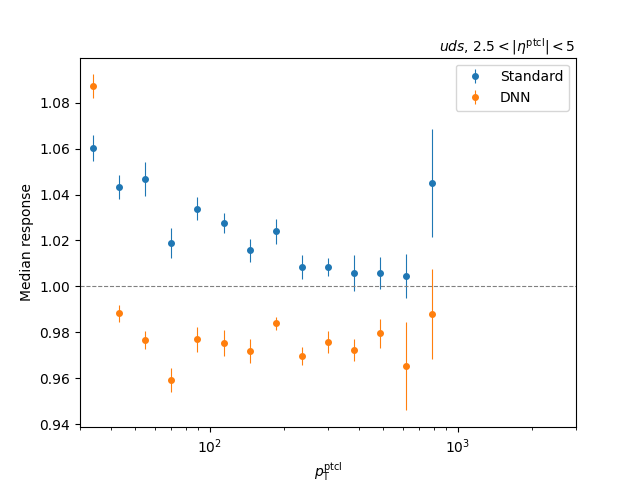 uds, 2.5 < |η^ptcl| < 5
Standard
DNN
Median response
1.08
1.06
1.04
1.02
1.00
0.98
0.96
0.94
10^2
10^3
p_T^ptcl